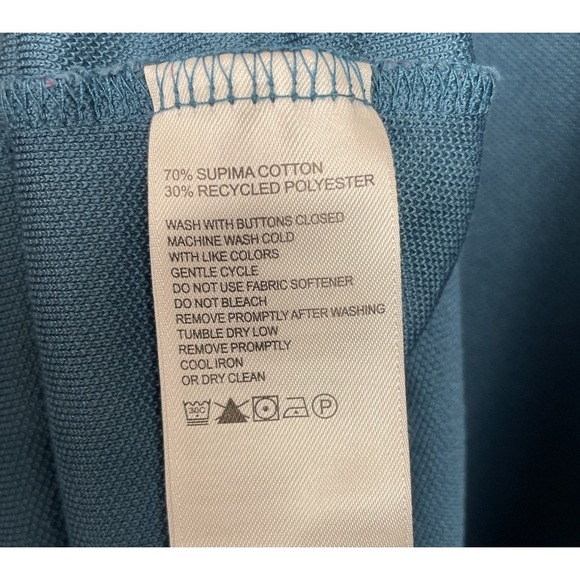 70% SUPIMA COTTON
30% RECYCLED POLYESTER
WASH WITH BUTTONS CLOSED
MACHINE WASH COLD
WITH LIKE COLORS
GENTLE CYCLE
DO NOT USE FABRIC SOFTENER
DO NOT BLEACH
REMOVE PROMPTLY AFTER WASHING
TUMBLE DRY LOW
REMOVE PROMPTLY
COOL IRON
OR DRY CLEAN
30C P